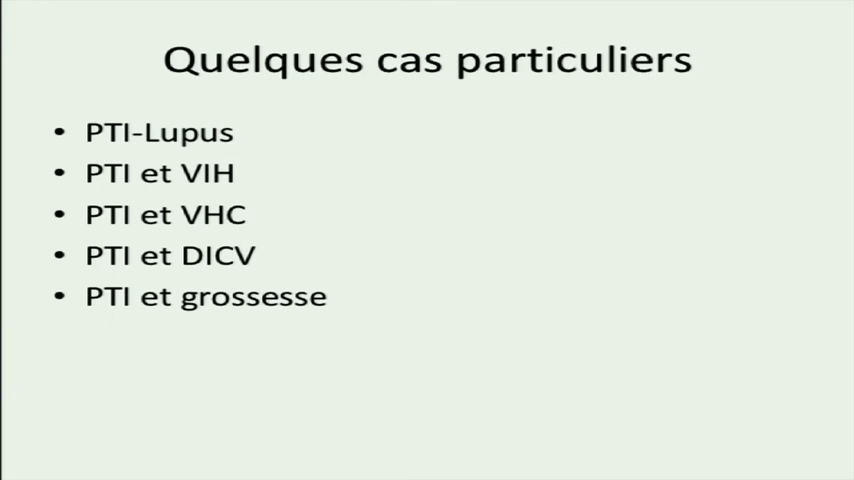 Quelques cas particuliers
• PTI-Lupus
• PTI et VIH
• PTI et VHC
• PTI et DICV
• PTI et grossesse